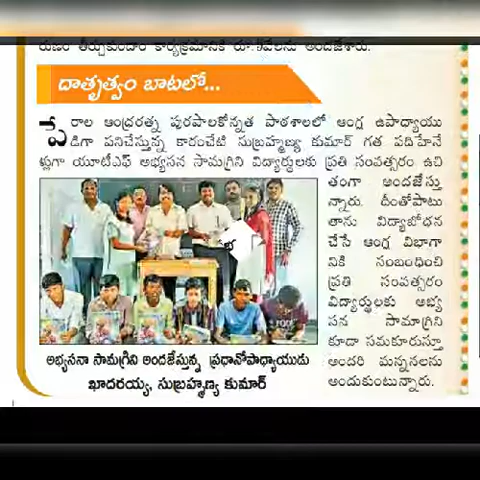 రుణం తీర్చుకుందాం కార్యక్రమానికి రూ.
దాతృత్వం బాటలో...
పేరాల ఆంధ్రరత్న పురపాలకోన్నత పాఠశాలలో ఆంగ్ల ఉపాధ్యాయు
డిగా పనిచేస్తున్న కారంచేటి సుబ్రహ్మణ్య కుమార్ గత పదిహేనే
ళ్లుగా యూటీఎఫ్ అభ్యసన సామగ్రిని విద్యార్థులకు ప్రతి సంవత్సరం ఉచి
తంగా అందజేస్తు
న్నారు. దీంతోపాటు
తాను విద్యాబోధన
చేసే ఆంగ్ల విభాగా
నికి సంబంధించి
ప్రతి సంవత్సరం
విద్యార్థులకు అభ్య
సన సామాగ్రిని
కూడా సమకూరుస్తూ
అందరి మన్ననలను
అందుకుంటున్నారు.
అభ్యసనా సామగ్రిని అందజేస్తున్న ప్రధానోపాధ్యాయుడు
ఖాదరయ్య, సుబ్రహ్మణ్య కుమార్